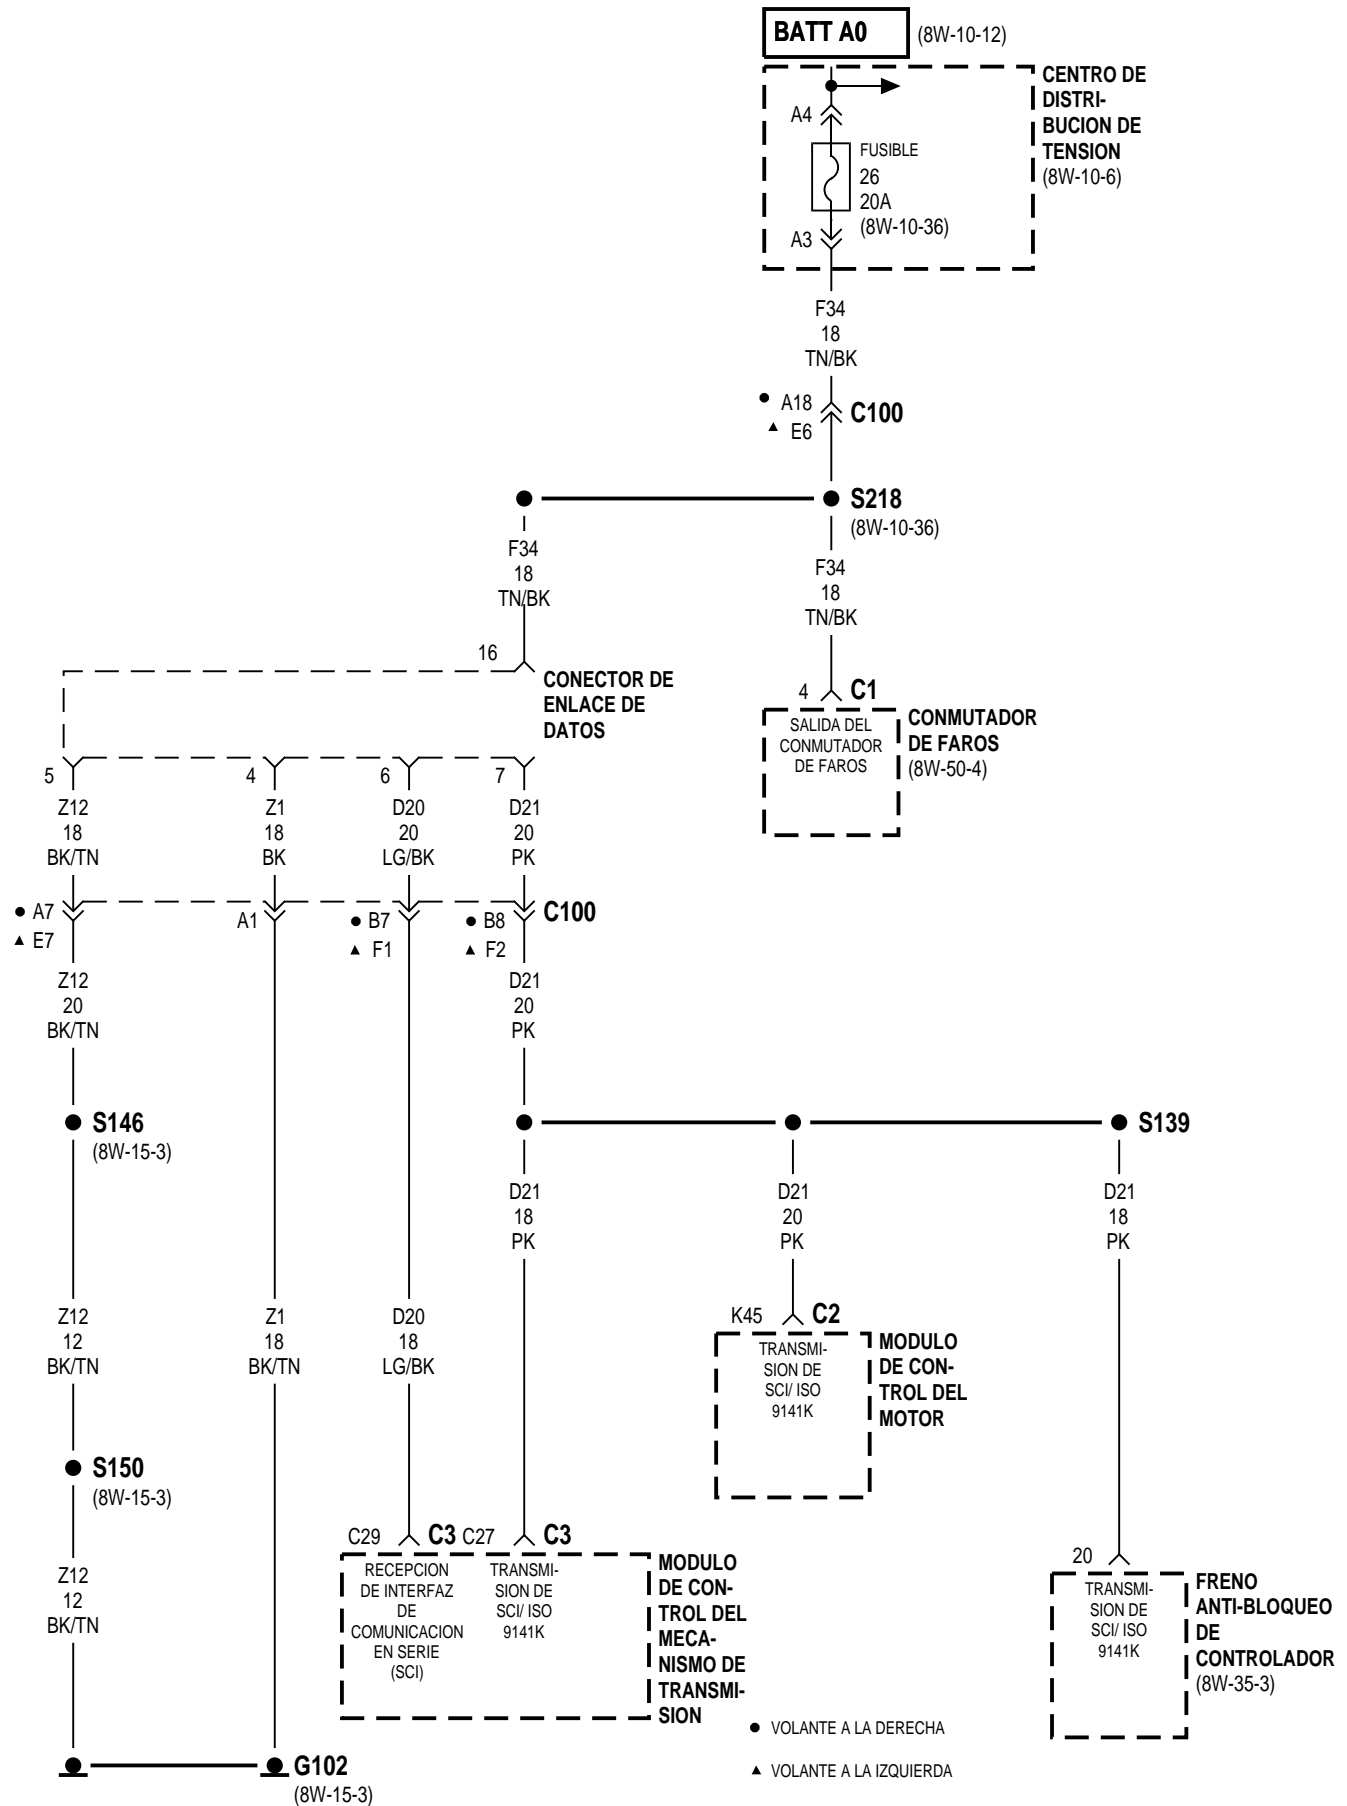 BATT A0
(8W-10-12)
CENTRO DE
DISTRI-
BUCION DE
TENSION
(8W-10-6)
A4
FUSIBLE
26
20A
(8W-10-36)
A3
F34
18
TN/BK
● A18
▲ E6
C100
S218
(8W-10-36)
F34
18
TN/BK
F34
18
TN/BK
16
CONECTOR DE
ENLACE DE
DATOS
4
C1
SALIDA DEL
CONMUTADOR
DE FAROS
CONMUTADOR
DE FAROS
(8W-50-4)
5
4
6
7
Z12
18
BK/TN
Z1
18
BK
D20
20
LG/BK
D21
20
PK
● A7
▲ E7
A1
● B7
▲ F1
● B8
▲ F2
C100
Z12
20
BK/TN
D21
20
PK
S146
(8W-15-3)
S139
D21
18
PK
D21
20
PK
D21
18
PK
Z12
12
BK/TN
Z1
18
BK/TN
D20
18
LG/BK
K45
C2
TRANSMI-
SION DE
SCI/ ISO
9141K
MODULO
DE CON-
TROL DEL
MOTOR
S150
(8W-15-3)
Z12
12
BK/TN
C29
C3
C27
C3
RECEPCION
DE INTERFAZ
DE
COMUNICACION
EN SERIE
(SCI)
TRANSMI-
SION DE
SCI/ ISO
9141K
MODULO
DE CON-
TROL DEL
MECA-
NISMO DE
TRANSMI-
SION
20
TRANSMI-
SION DE
SCI/ ISO
9141K
FRENO
ANTI-BLOQUEO
DE
CONTROLADOR
(8W-35-3)
● VOLANTE A LA DERECHA
▲ VOLANTE A LA IZQUIERDA
G102
(8W-15-3)